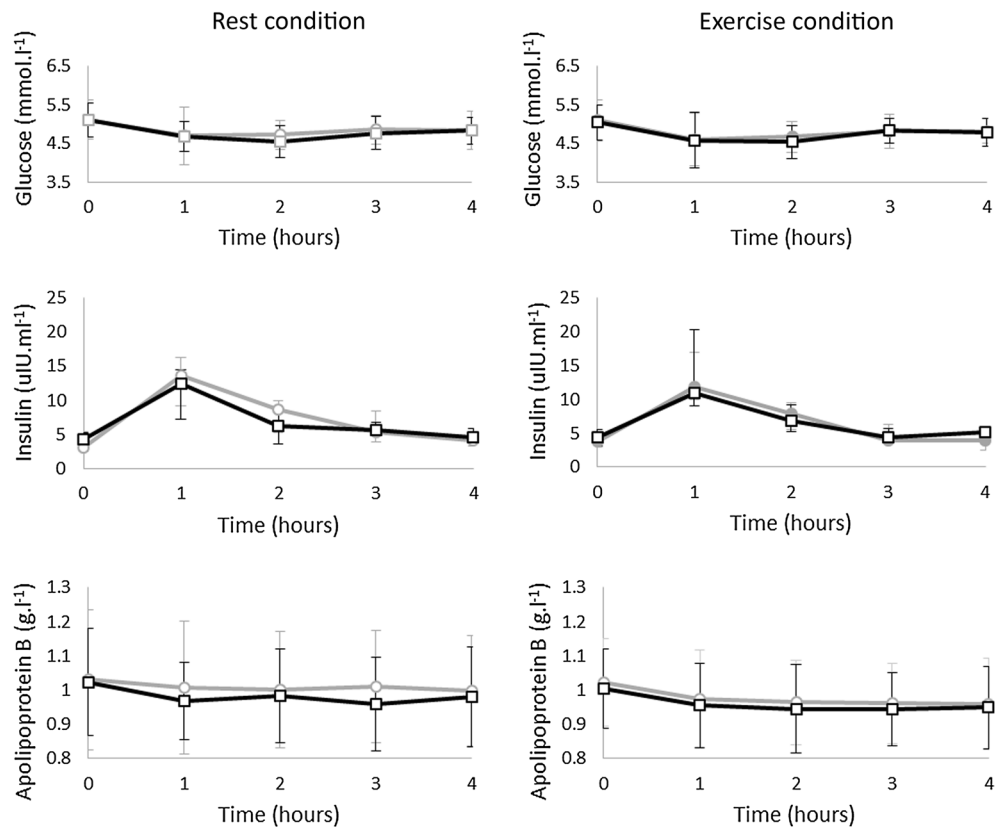 Rest condition
Exercise condition
Glucose (mmol.l-1)
6.5
5.5
4.5
3.5
0 1 2 3 4
Time (hours)
Glucose (mmol.l-1)
6.5
5.5
4.5
3.5
0 1 2 3 4
Time (hours)
Insulin (uIU.ml-1)
25
20
15
10
5
0
0 1 2 3 4
Time (hours)
Insulin (uIU.ml-1)
25
20
15
10
5
0
0 1 2 3 4
Time (hours)
Apolipoprotein B (g.l-1)
1.3
1.2
1.1
1
0.9
0.8
0 1 2 3 4
Time (hours)
Apolipoprotein B (g.l-1)
1.3
1.2
1.1
1
0.9
0.8
0 1 2 3 4
Time (hours)